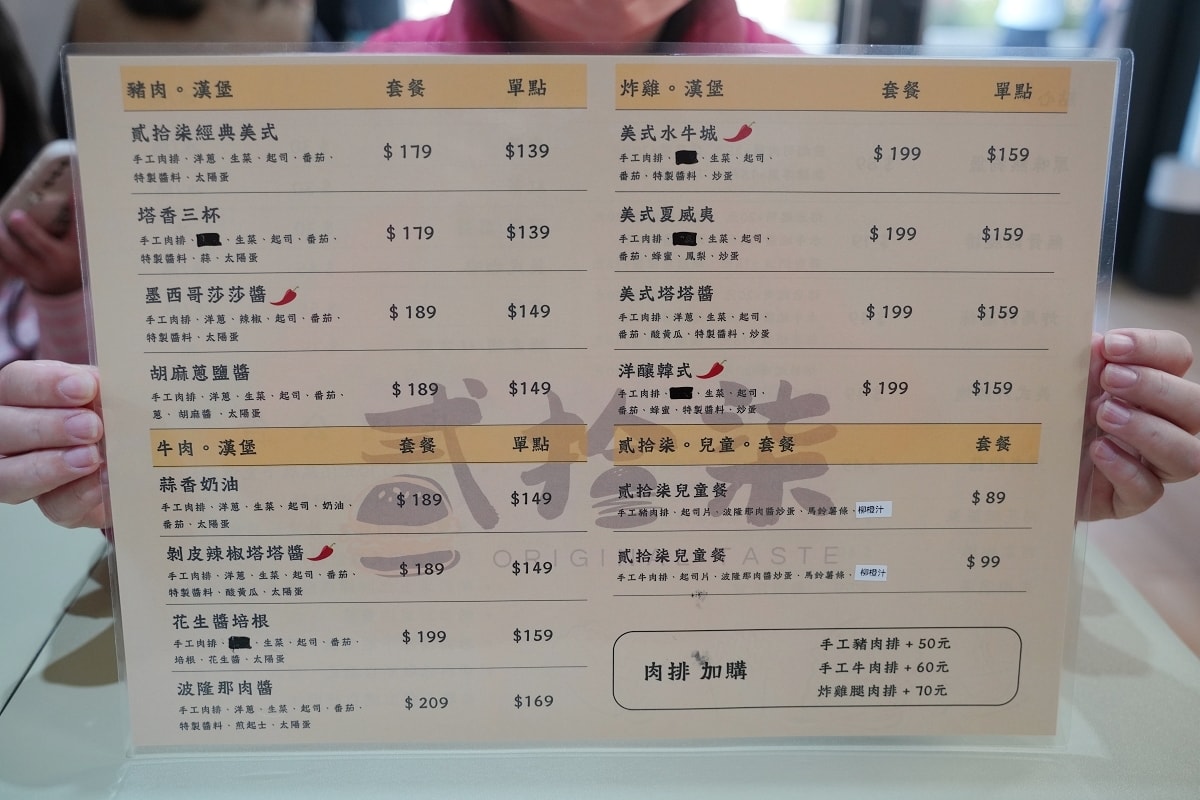 豬肉。漢堡 套餐 單點
貳拾柒經典美式 $179 $139
手工肉排、洋蔥、生菜、起司、番茄、
特製醬料、太陽蛋
塔香三杯 $179 $139
手工肉排、 、生菜、起司、番茄、
特製醬料、蒜、太陽蛋
墨西哥莎莎醬 $189 $149
手工肉排、洋蔥、辣椒、起司、番茄、
特製醬料、太陽蛋
胡麻蔥鹽醬 $189 $149
手工肉排、洋蔥、生菜、起司、番茄、
蔥、胡麻醬、太陽蛋
牛肉。漢堡 套餐 單點
蒜香奶油 $189 $149
手工肉排、洋蔥、生菜、起司、奶油、
番茄、太陽蛋
剝皮辣椒塔塔醬 $189 $149
手工肉排、洋蔥、生菜、起司、番茄、
特製醬料、酸黃瓜、太陽蛋
花生醬培根 $199 $159
手工肉排、 、生菜、起司、番茄、
培根、花生醬、太陽蛋
波隆那肉醬 $209 $169
手工肉排、洋蔥、生菜、起司、番茄、
特製醬料、煎起士、太陽蛋
炸雞。漢堡 套餐 單點
美式水牛城 $199 $159
手工肉排、 、生菜、起司、
番茄、特製醬料、炒蛋
美式夏威夷 $199 $159
手工肉排、 、生菜、起司、
番茄、蜂蜜、鳳梨、炒蛋
美式塔塔醬 $189 $159
手工肉排、洋蔥、生菜、起司、
番茄、酸黃瓜、特製醬料、炒蛋
洋釀韓式 $199 $159
手工肉排、 、生菜、起司、
番茄、蜂蜜、特製醬料、炒蛋
貳拾柒。兒童。套餐 套餐
貳拾柒兒童餐 $89
手工豬肉排、起司片、波隆那肉醬炒蛋、馬鈴薯條、柳橙汁
貳拾柒兒童餐 $99
手工牛肉排、起司片、波隆那肉醬炒蛋、馬鈴薯條、柳橙汁
肉排 加購
手工豬肉排 + 50元
手工牛肉排 + 60元
炸雞腿肉排 + 70元
貳拾柒
ORIGINAL TASTE